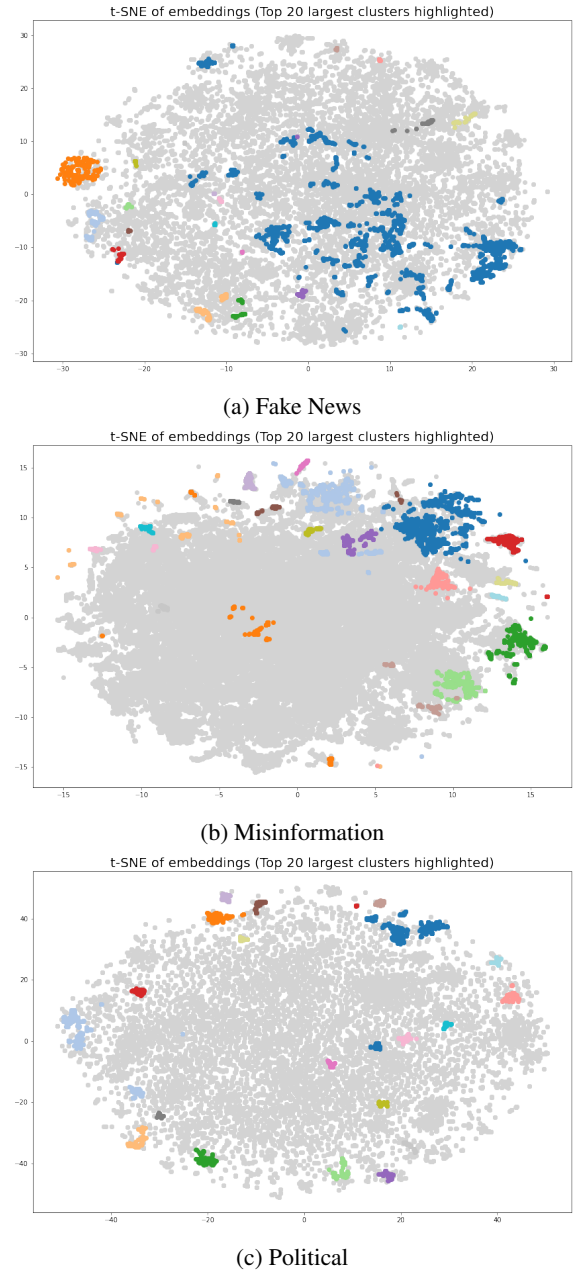 t-SNE of embeddings (Top 20 largest clusters highlighted)
30
20
10
0
−10
−20
−30
−30 −20 −10 0 10 20 30
(a) Fake News
t-SNE of embeddings (Top 20 largest clusters highlighted)
15
10
5
0
−5
−10
−15
−15 −10 −5 0 5 10 15
(b) Misinformation
t-SNE of embeddings (Top 20 largest clusters highlighted)
40
20
0
−20
−40
−40 −20 0 20 40
(c) Political